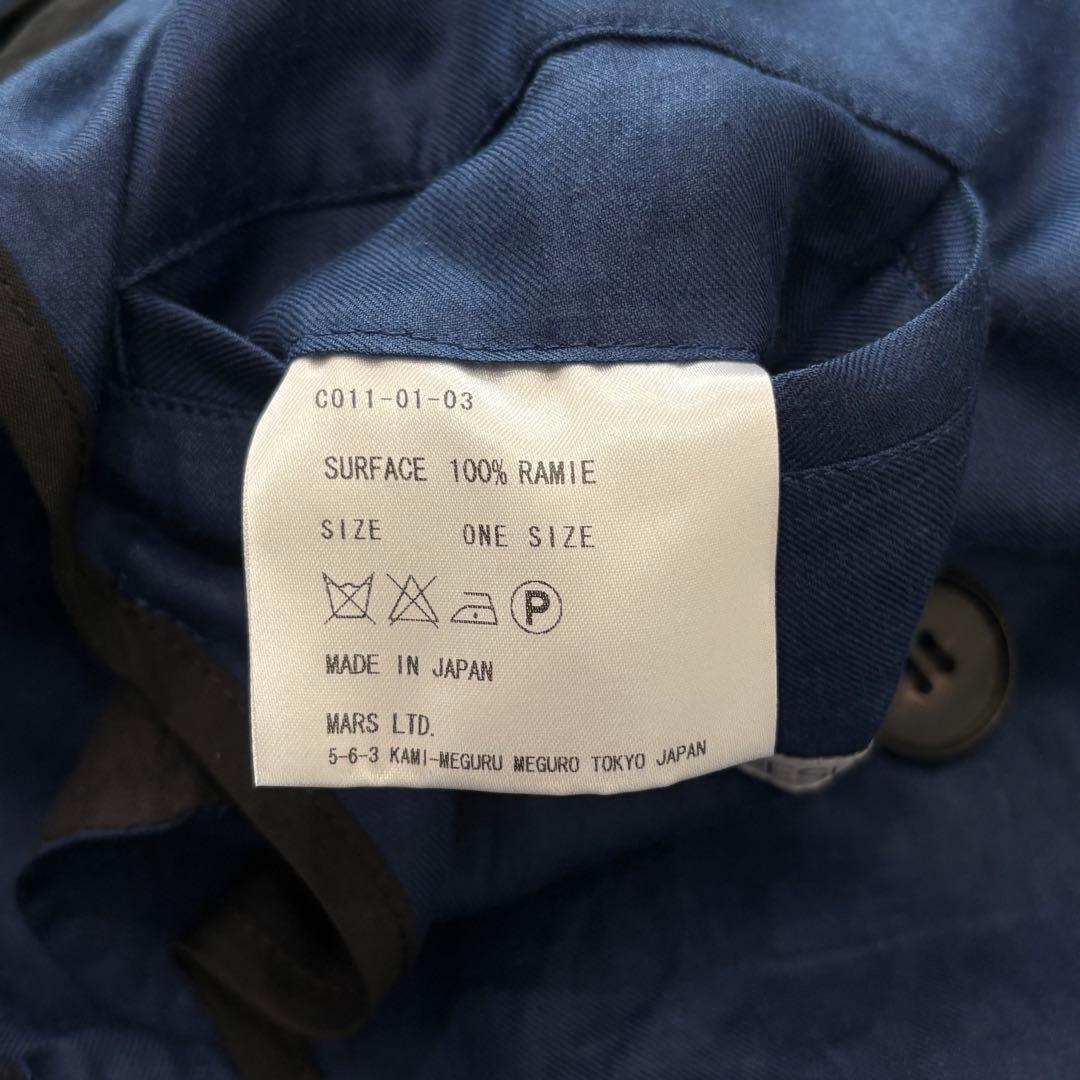 C011-01-03
SURFACE 100% RAMIE
SIZE ONE SIZE
P
MADE IN JAPAN
MARS LTD.
5-6-3 KAMI-MEGURU MEGURO TOKYO JAPAN